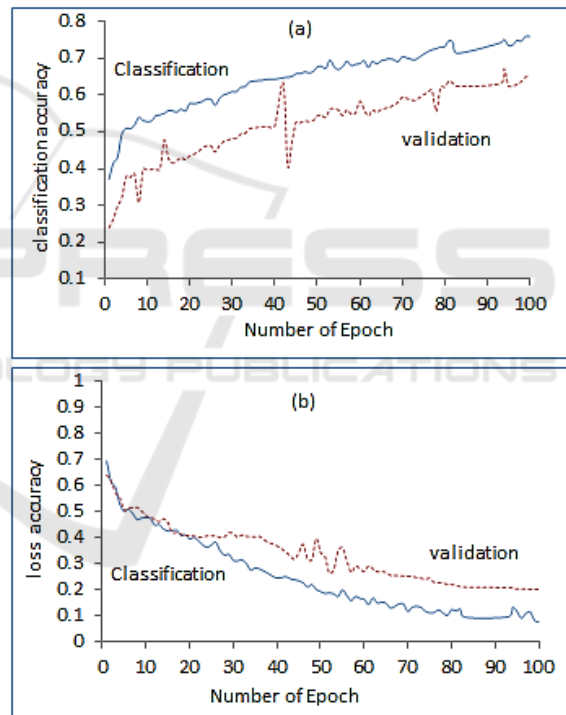 (a)
0.8
0.7
0.6
0.5
0.4
0.3
0.2
0.1
classification accuracy
Classification
validation
0 10 20 30 40 50 60 70 80 90 100
Number of Epoch
PRESS
OLOGY PUBLICATIONS
(b)
1
0.9
0.8
0.7
0.6
0.5
0.4
0.3
0.2
0.1
0
loss accuracy
validation
Classification
0 10 20 30 40 50 60 70 80 90 100
Number of Epoch